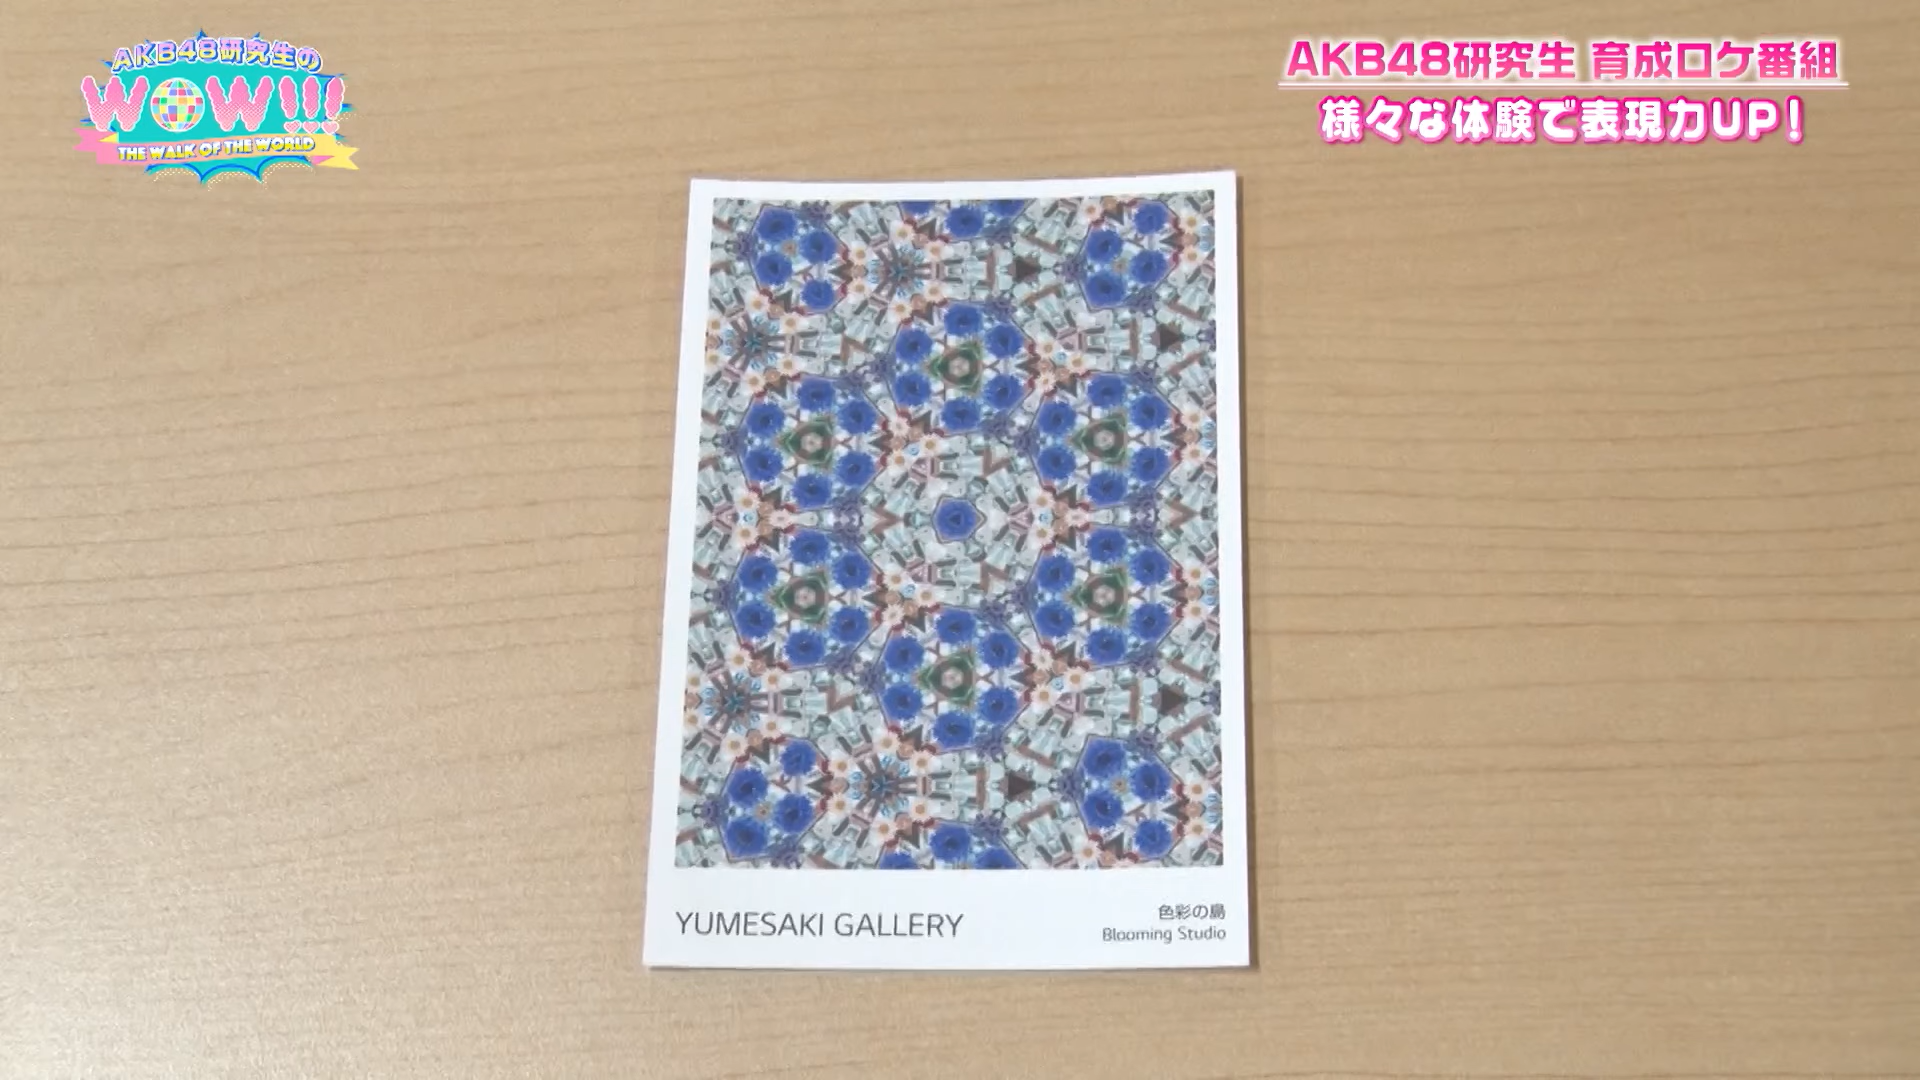 AKB48研究生の
WOW!!!
THE WALK OF THE WORLD
AKB48研究生 育成ロケ番組
様々な体験で表現力UP!
YUMESAKI GALLERY
色彩の島
Blooming Studio